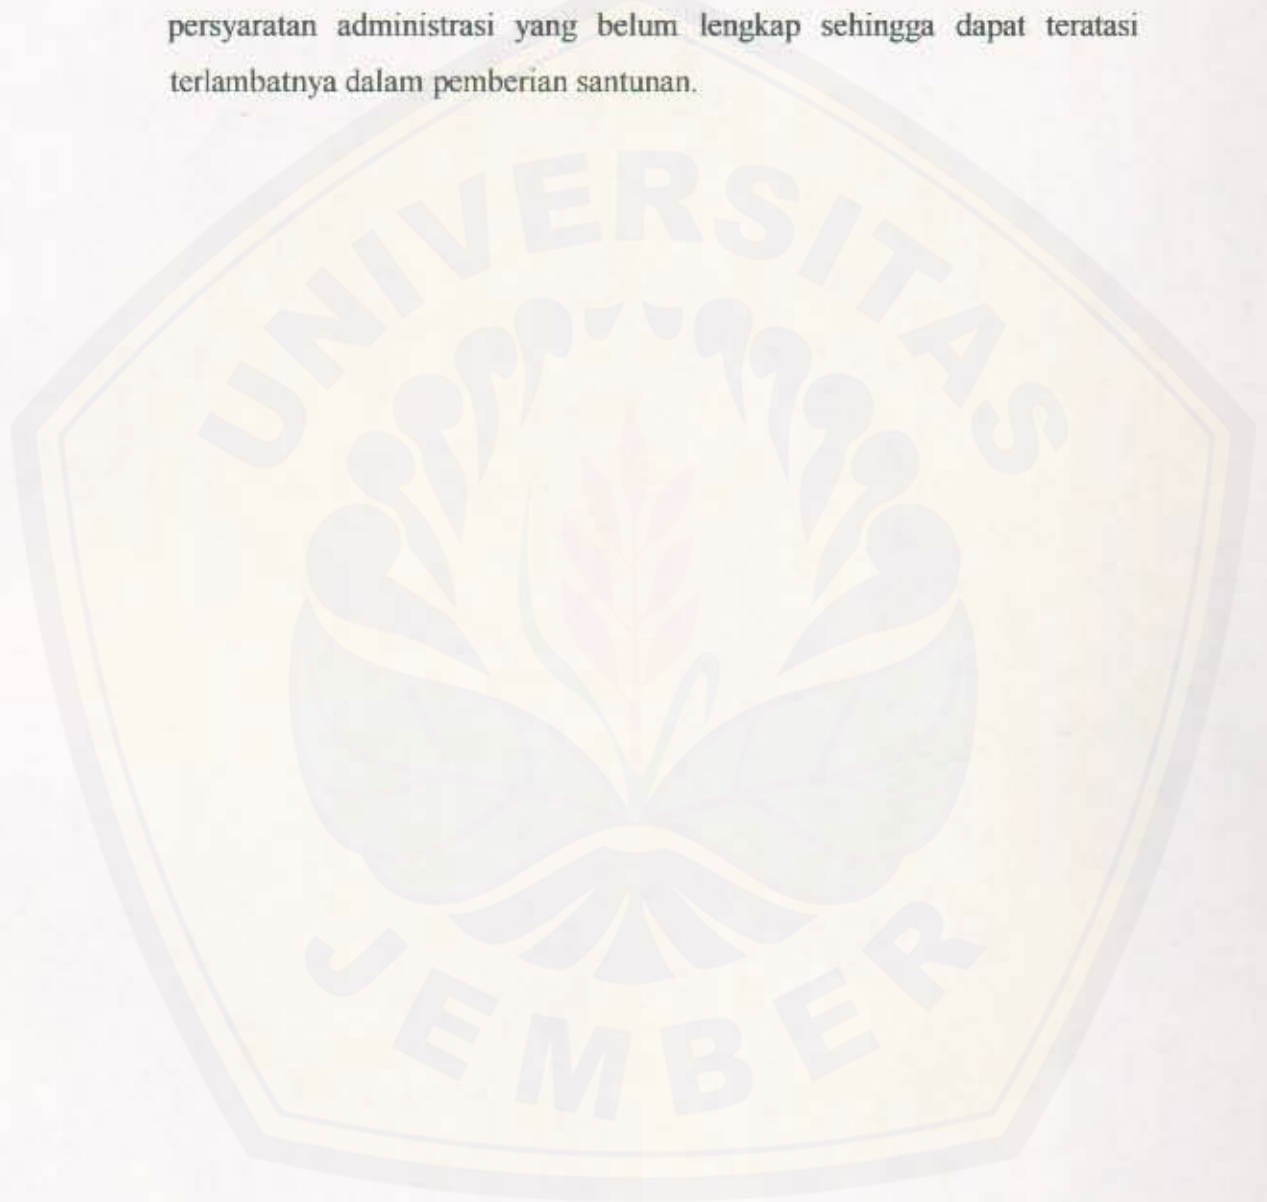 persyaratan administrasi yang belum lengkap sehingga dapat teratasi
terlambatnya dalam pemberian santunan.
UNIVERSITAS
JEMBER